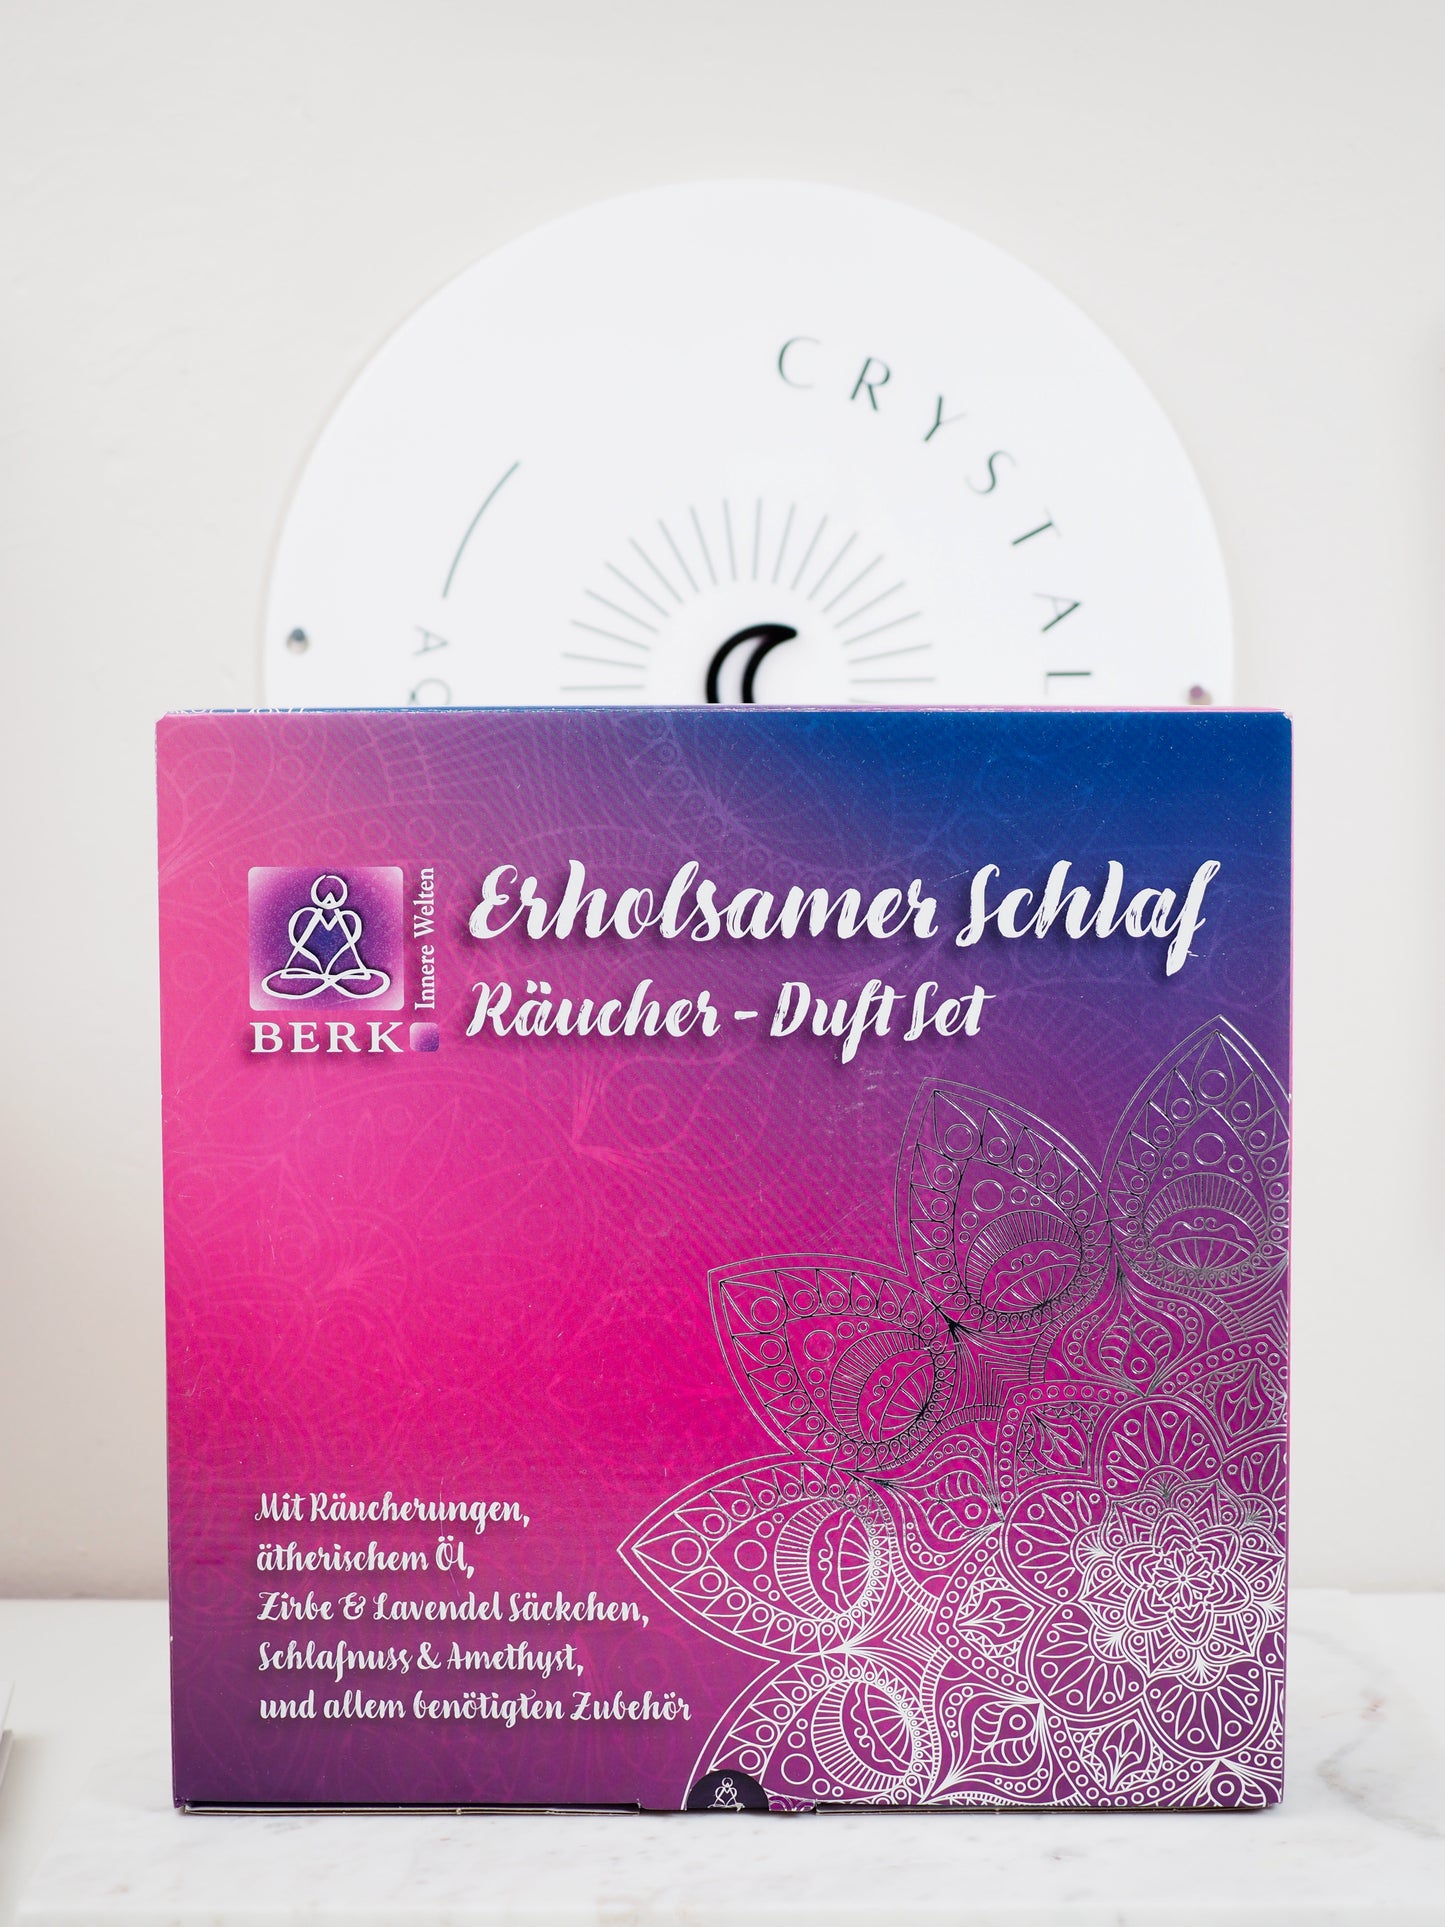 CRYSTAL
Innere Welten
BERK
Erholsamer Schlaf
Räucher - Duft Set
Mit Räucherungen,
ätherischem Öl,
Zirbe & Lavendel Säckchen,
Schlafnuss & Amethyst,
und allem benötigten Zubehör